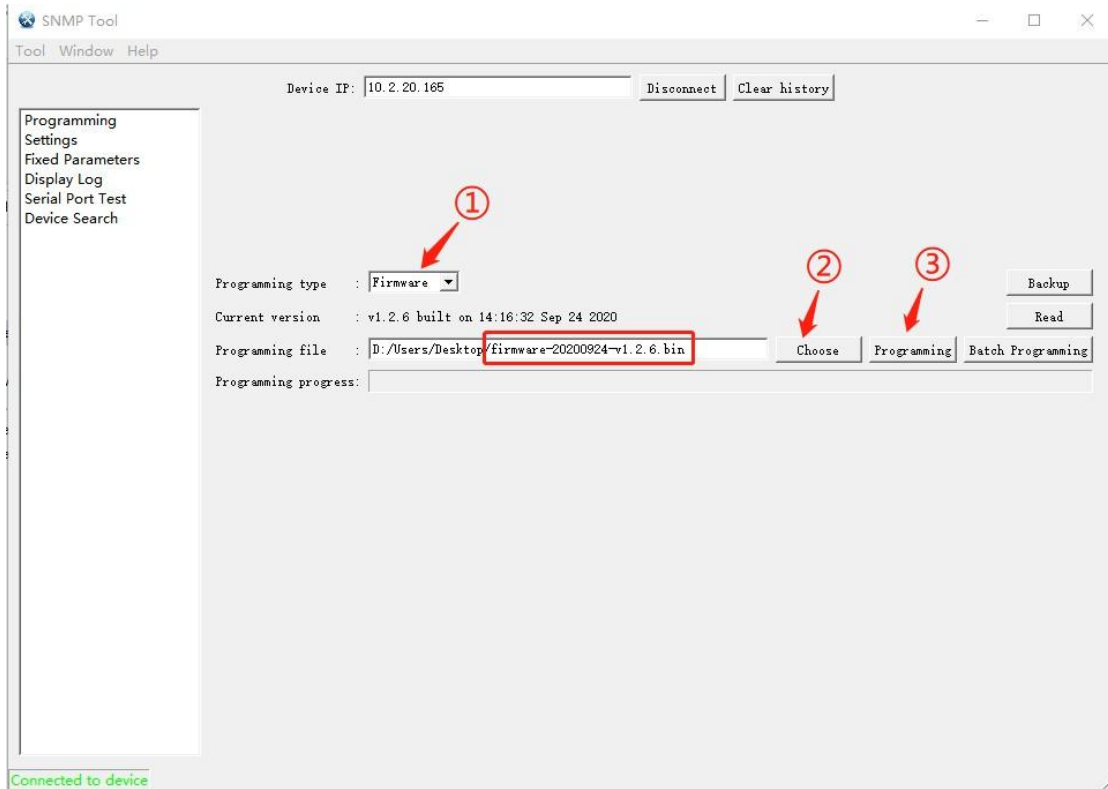 SNMP Tool
Tool Window Help
Device IP: 10.2.20.165 Disconnect Clear history
Programming
Settings
Fixed Parameters
Display Log
Serial Port Test
Device Search
①
②
③
Programming type : Firmware Backup
Current version : v1.2.6 built on 14:16:32 Sep 24 2020 Read
Programming file : D:/Users/Desktop/firmware-20200924-v1.2.6.bin Choose Programming Batch Programming
Programming progress:
Connected to device